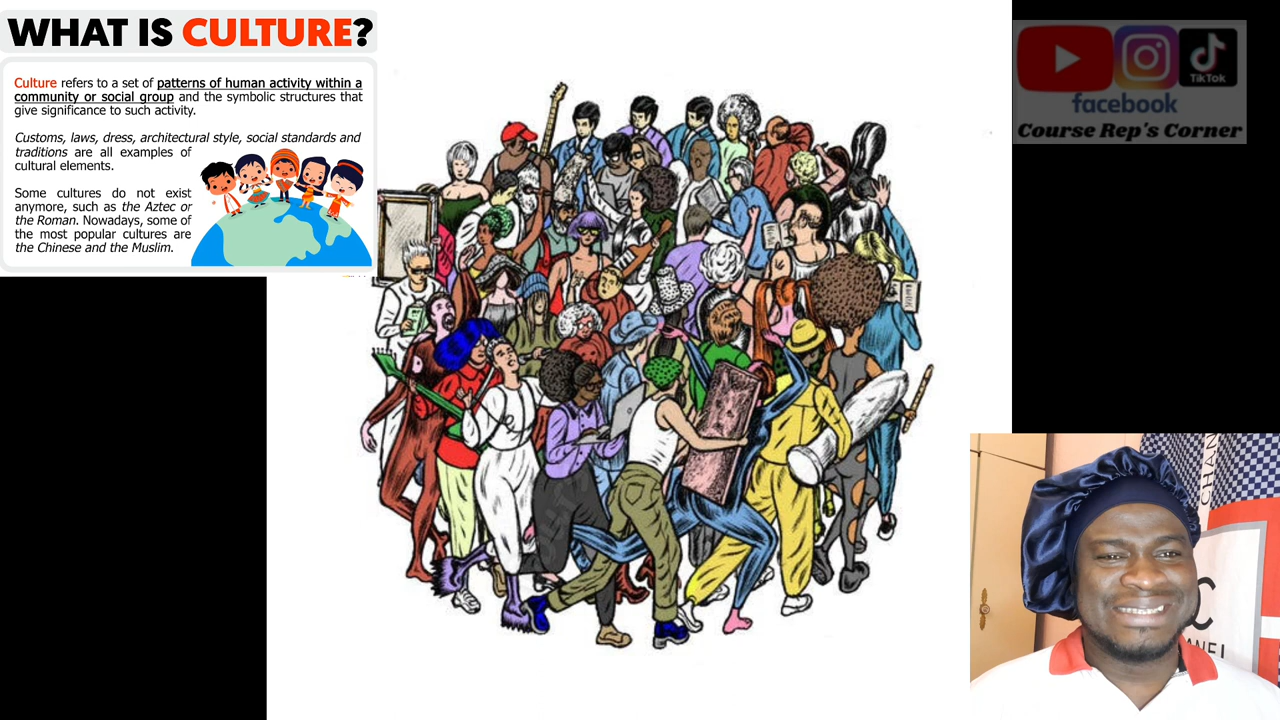 WHAT IS CULTURE?
Culture refers to a set of patterns of human activity within a
community or social group and the symbolic structures that
give significance to such activity.
Customs, laws, dress, architectural style, social standards and
traditions are all examples of
cultural elements.
Some cultures do not exist
anymore, such as the Aztec or
the Roman. Nowadays, some of
the most popular cultures are
the Chinese and the Muslim.
TikTok
facebook
Course Rep's Corner
CHAN
C
ANEL